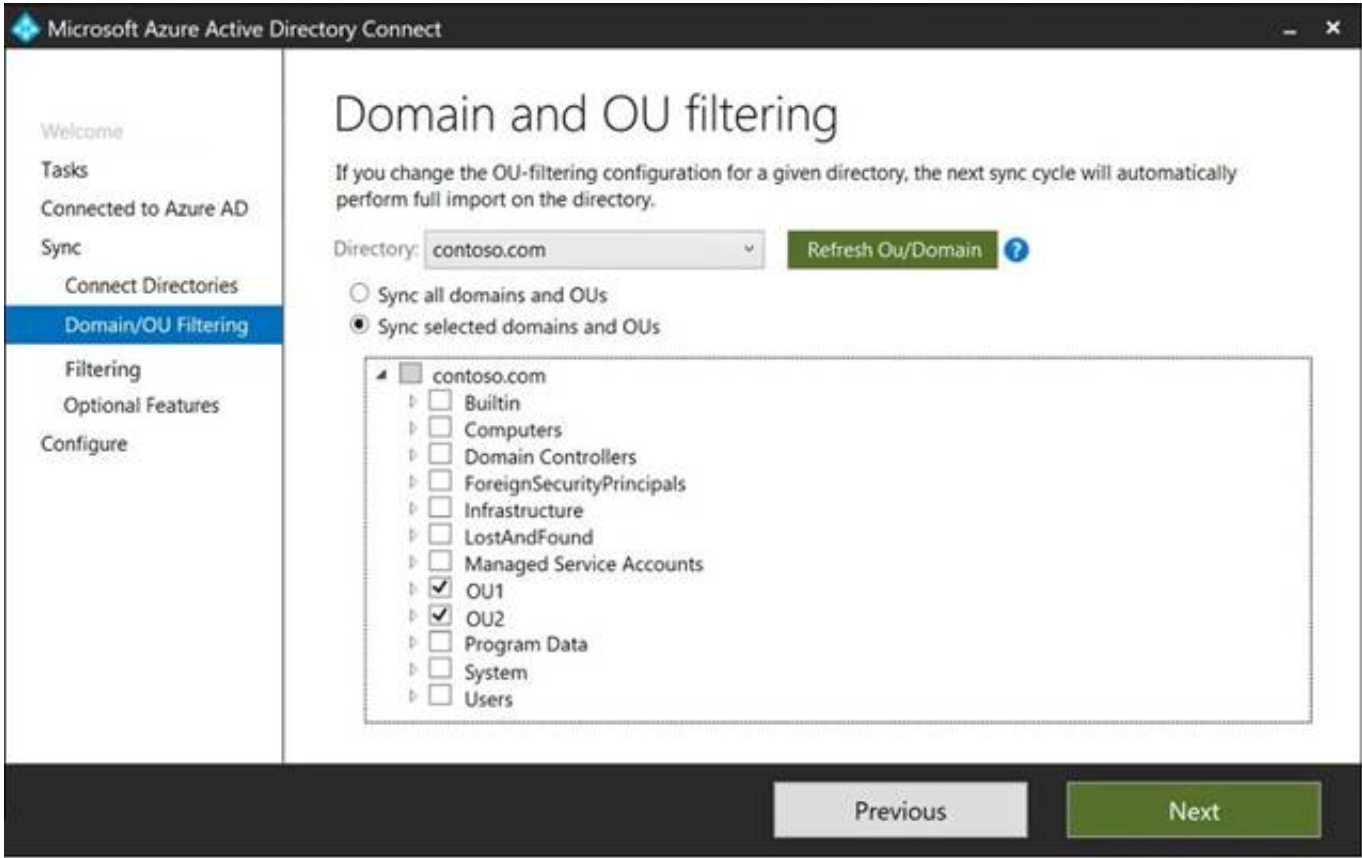 Microsoft Azure Active Directory Connect
Welcome
Tasks
Connected to Azure AD
Sync
Connect Directories
Domain/OU Filtering
Filtering
Optional Features
Configure
Domain and OU filtering
If you change the OU-filtering configuration for a given directory, the next sync cycle will automatically
perform full import on the directory.
Directory: contoso.com Refresh Ou/Domain ?
Sync all domains and OUs
Sync selected domains and OUs
contoso.com
Builtin
Computers
Domain Controllers
ForeignSecurityPrincipals
Infrastructure
LostAndFound
Managed Service Accounts
OU1
OU2
Program Data
System
Users
Previous Next